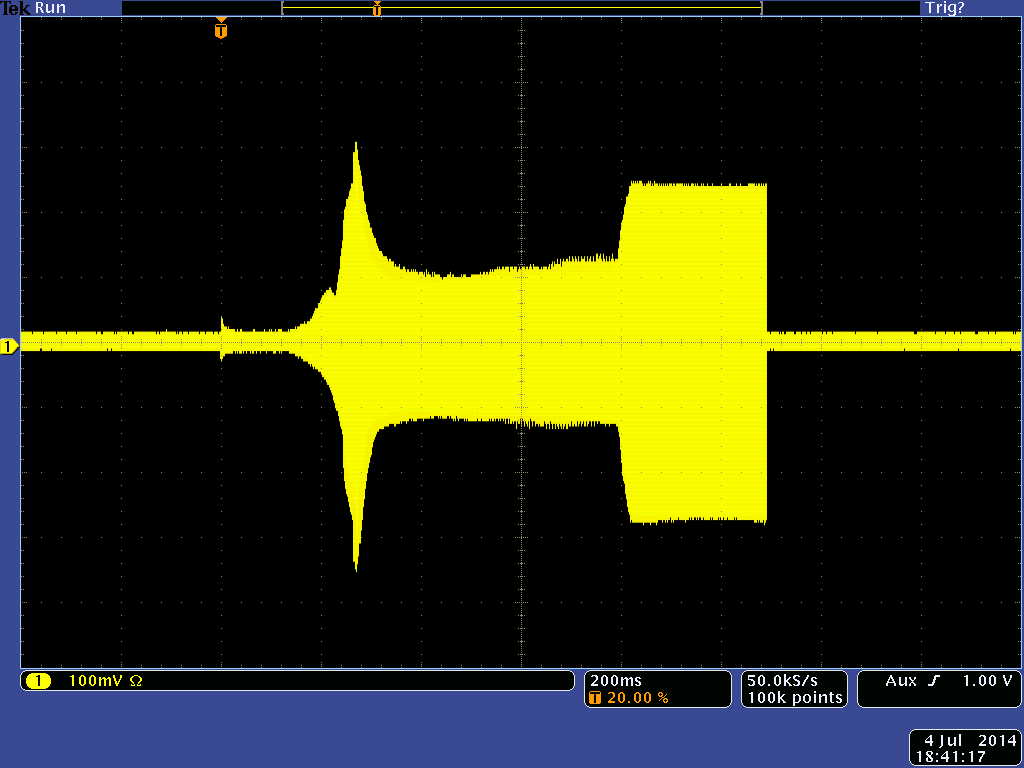 Tek Run Trig?
T
T
1
1 100mV Ω 200ms 50.0kS/s Aux 1.00 V
T 20.00 % 100k points
4 Jul 2014
18:41:17